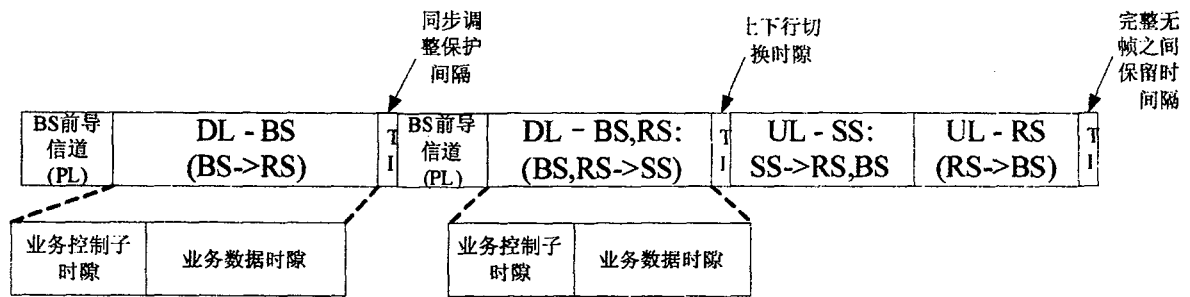 同步调
整保护
间隔
上下行切
换时隙
完整无
帧之间
保留时
间隔
BS前导
信道
(PL)
DL - BS
(BS->RS)
T
I
BS前导
信道
(PL)
DL - BS,RS:
(BS,RS->SS)
T
I
UL - SS:
SS->RS,BS
UL - RS
(RS->BS)
T
I
业务控制子
时隙
业务数据时隙
业务控制子
时隙
业务数据时隙